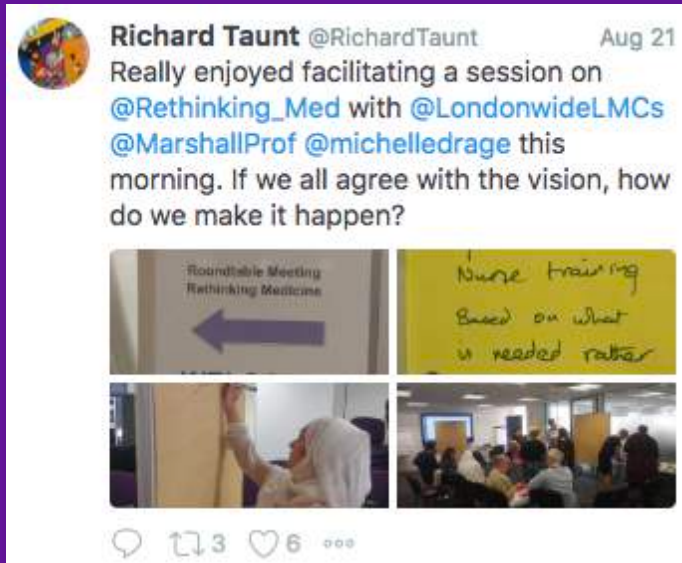 Richard Taunt @RichardTaunt Aug 21
Really enjoyed facilitating a session on
@Rethinking_Med with @LondonwideLMCs
@MarshallProf @michelledrage this
morning. If we all agree with the vision, how
do we make it happen?
Roundtable Meeting
Rethinking Medicine
Nurse training
Based on what
is needed rather
3 6